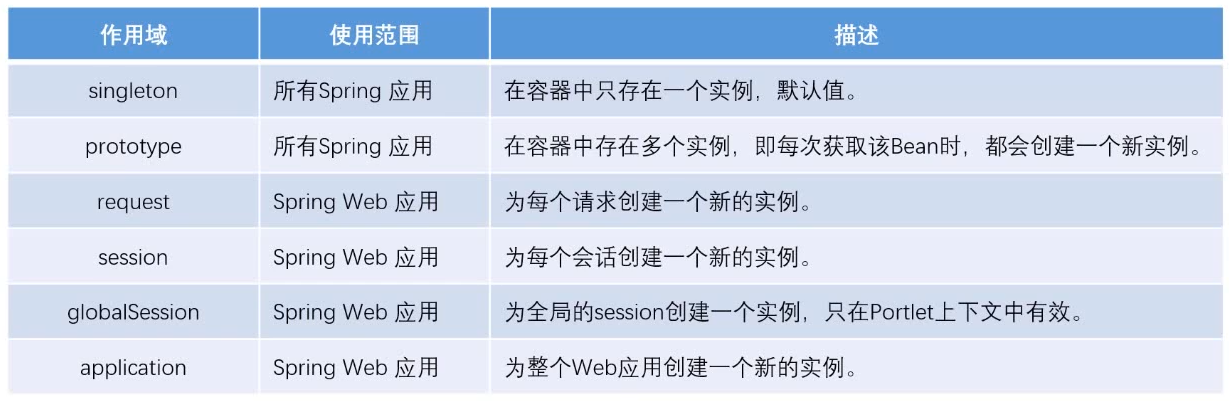 作用域 使用范围 描述
singleton 所有Spring 应用 在容器中只存在一个实例，默认值。
prototype 所有Spring 应用 在容器中存在多个实例，即每次获取该Bean时，都会创建一个新实例。
request Spring Web 应用 为每个请求创建一个新的实例。
session Spring Web 应用 为每个会话创建一个新的实例。
globalSession Spring Web 应用 为全局的session创建一个实例，只在Portlet上下文中有效。
application Spring Web 应用 为整个Web应用创建一个新的实例。